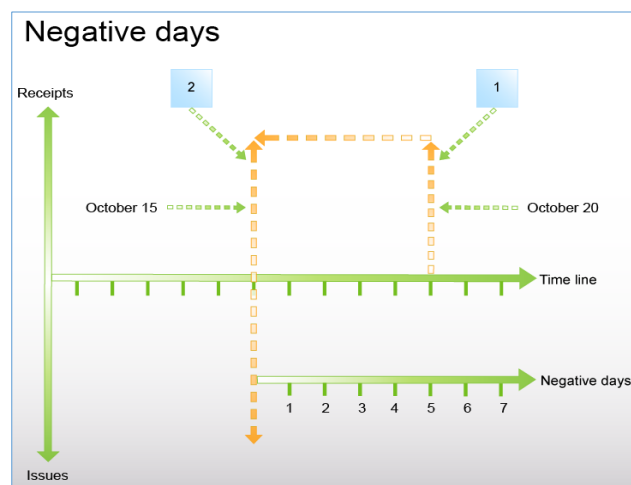 Negative days
2
1
Receipts
October 15
October 20
Time line
Negative days
1 2 3 4 5 6 7
Issues